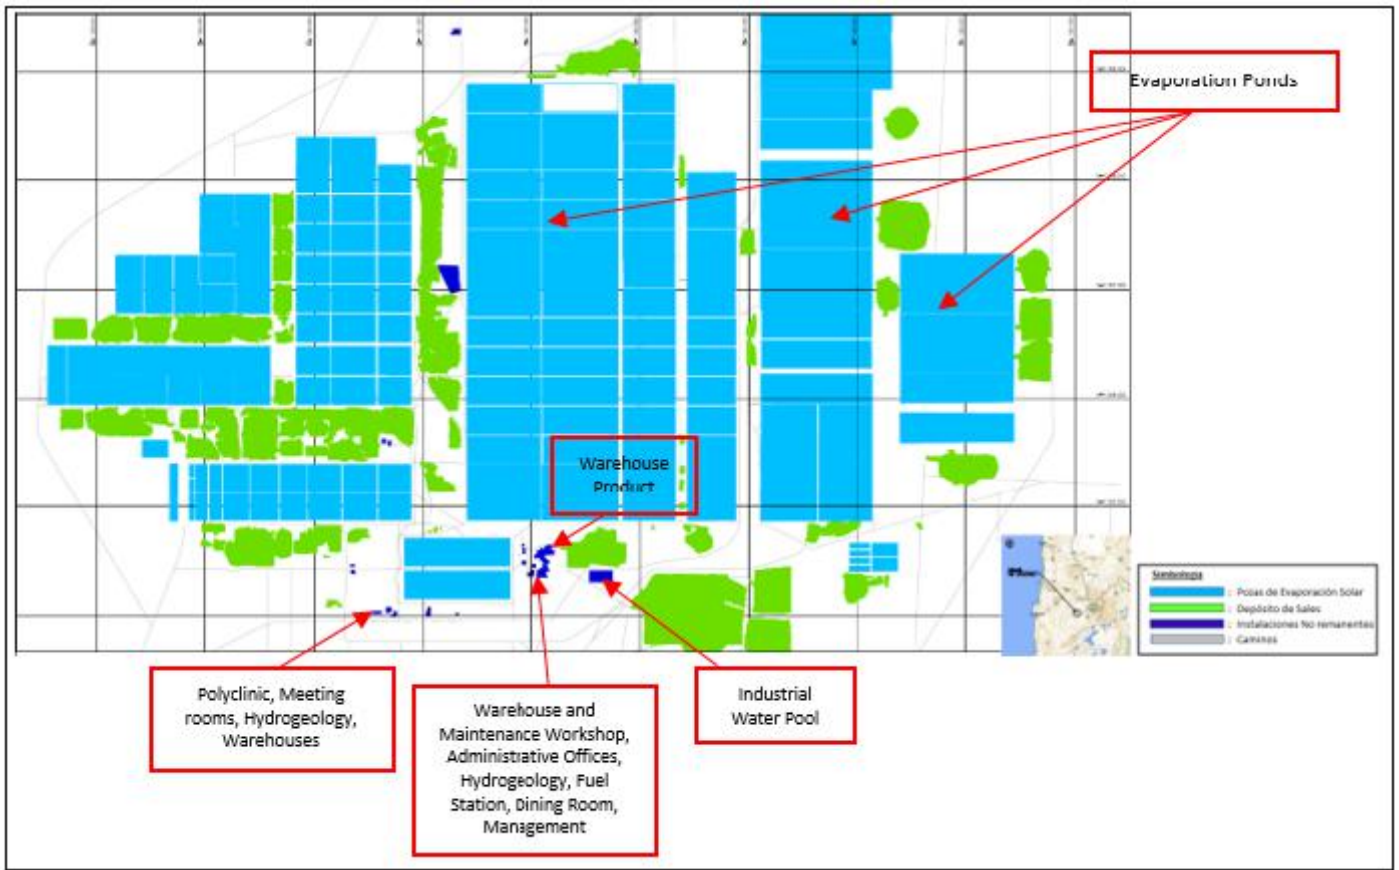 Evaporation Ponds
Warehouse
Product
Polyclinic, Meeting
rooms, Hydrogeology,
Warehouses
Warehouse and
Maintenance Workshop,
Administrative Offices,
Hydrogeology, Fuel
Station, Dining Room,
Management
Industrial
Water Pool
Simbología
: Pozas de Evaporación Solar
: Depósito de Sales
: Instalaciones No remanentes
: Caminos